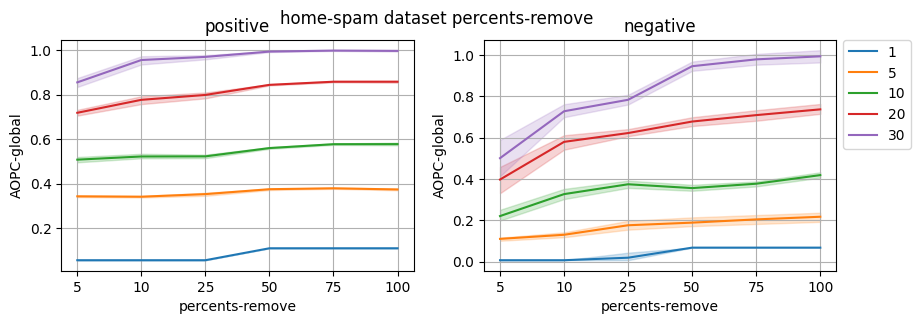 home-spam dataset percents-remove
positive
negative
AOPC-global
1.0
0.8
0.6
0.4
0.2
5 10 25 50 75 100
percents-remove
AOPC-global
1.0
0.8
0.6
0.4
0.2
0.0
5 10 25 50 75 100
percents-remove
1
5
10
20
30